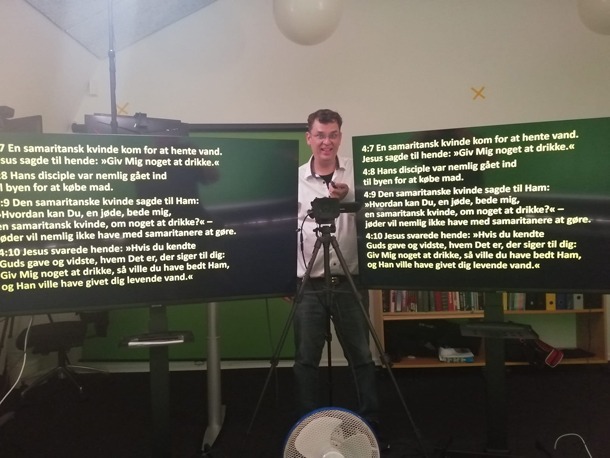 7 En samaritansk kvinde kom for at hente vand.
esus sagde til hende: »Giv Mig noget at drikke.«
:8 Hans disciple var nemlig gået ind
til byen for at købe mad.
:9 Den samaritanske kvinde sagde til Ham:
»Hvordan kan Du, en jøde, bede mig,
en samaritansk kvinde, om noget at drikke?«–
jøder vil nemlig ikke have med samaritanere at gøre.
4:10 Jesus svarede hende: »Hvis du kendte
Guds gave og vidste, hvem Det er, der siger til dig:
Giv Mig noget at drikke, så ville du have bedt Ham,
og Han ville have givet dig levende vand.«
4:7 En samaritansk kvinde kom for at hente vand.
Jesus sagde til hende: »Giv Mig noget at drikke.«
4:8 Hans disciple var nemlig gået ind
til byen for at købe mad.
4:9 Den samaritanske kvinde sagde til Ham:
»Hvordan kan Du, en jøde, bede mig,
en samaritansk kvinde, om noget at drikke?«–
jøder vil nemlig ikke have med samaritanere at gøre.
4:10 Jesus svarede hende: »Hvis du kendte
Guds gave og vidste, hvem Det er, der siger til dig:
Giv Mig noget at drikke, så ville du have bedt Ham,
og Han ville have givet dig levende vand.«